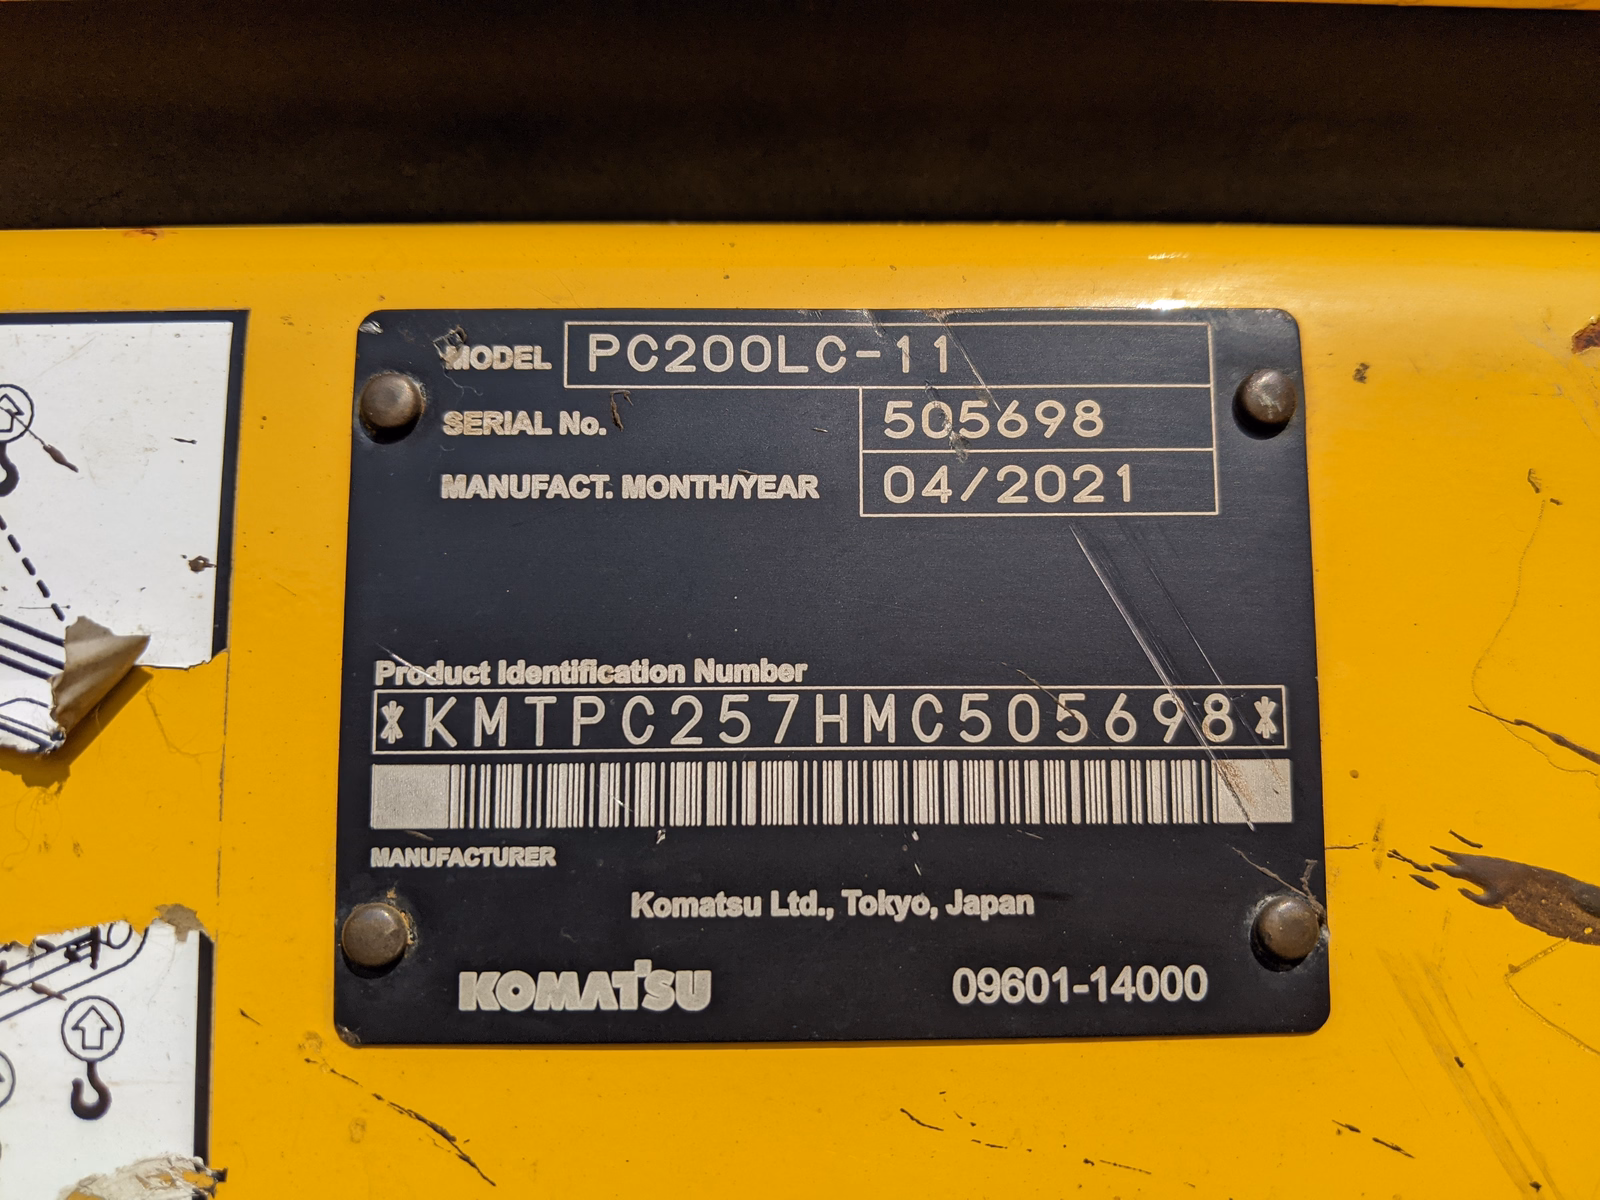 MODEL PC200LC-11
SERIAL No. 505698
MANUFACT. MONTH/YEAR 04/2021
Product Identification Number
*KMTPC257HMC505698*
MANUFACTURER
Komatsu Ltd., Tokyo, Japan
KOMATSU 09601-14000